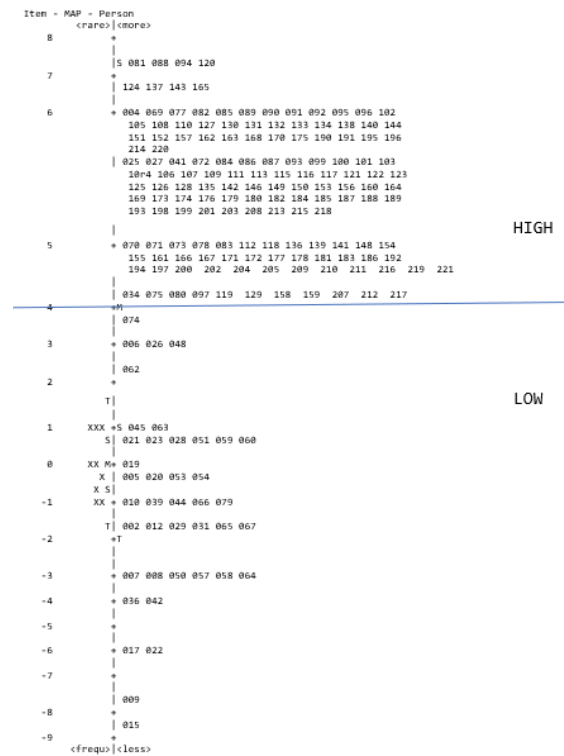 Item - MAP - Person
<rare>|<more>
8 +
|
|S 081 088 094 120
7 +
| 124 137 143 165
|
6 + 004 069 077 082 085 089 090 091 092 095 096 102
105 108 110 127 130 131 132 133 134 138 140 144
151 152 157 162 163 168 170 175 190 191 195 196
214 220
| 025 027 041 072 084 086 087 093 099 100 101 103
10r4 106 107 109 111 113 115 116 117 121 122 123
125 126 128 135 142 146 149 150 153 156 160 164
169 173 174 176 179 180 182 184 185 187 188 189
193 198 199 201 203 208 213 215 218
|
HIGH
5 + 070 071 073 078 083 112 118 136 139 141 148 154
155 161 166 167 171 172 177 178 181 183 186 192
194 197 200 202 204 205 209 210 211 216 219 221
|
| 034 075 080 097 119 129 158 159 207 212 217
4 +M
| 074
|
3 + 006 026 048
|
| 062
2 +
|
T|
LOW
|
1 XXX +S 045 063
S| 021 023 028 051 059 060
|
0 XX M+ 019
X | 005 020 053 054
X S|
-1 XX + 010 039 044 066 079
|
T| 002 012 029 031 065 067
-2 +T
|
|
-3 + 007 008 050 057 058 064
|
-4 + 036 042
|
-5 +
|
-6 + 017 022
|
-7 +
|
| 009
-8 +
| 015
-9 +
<frequ>|<less>